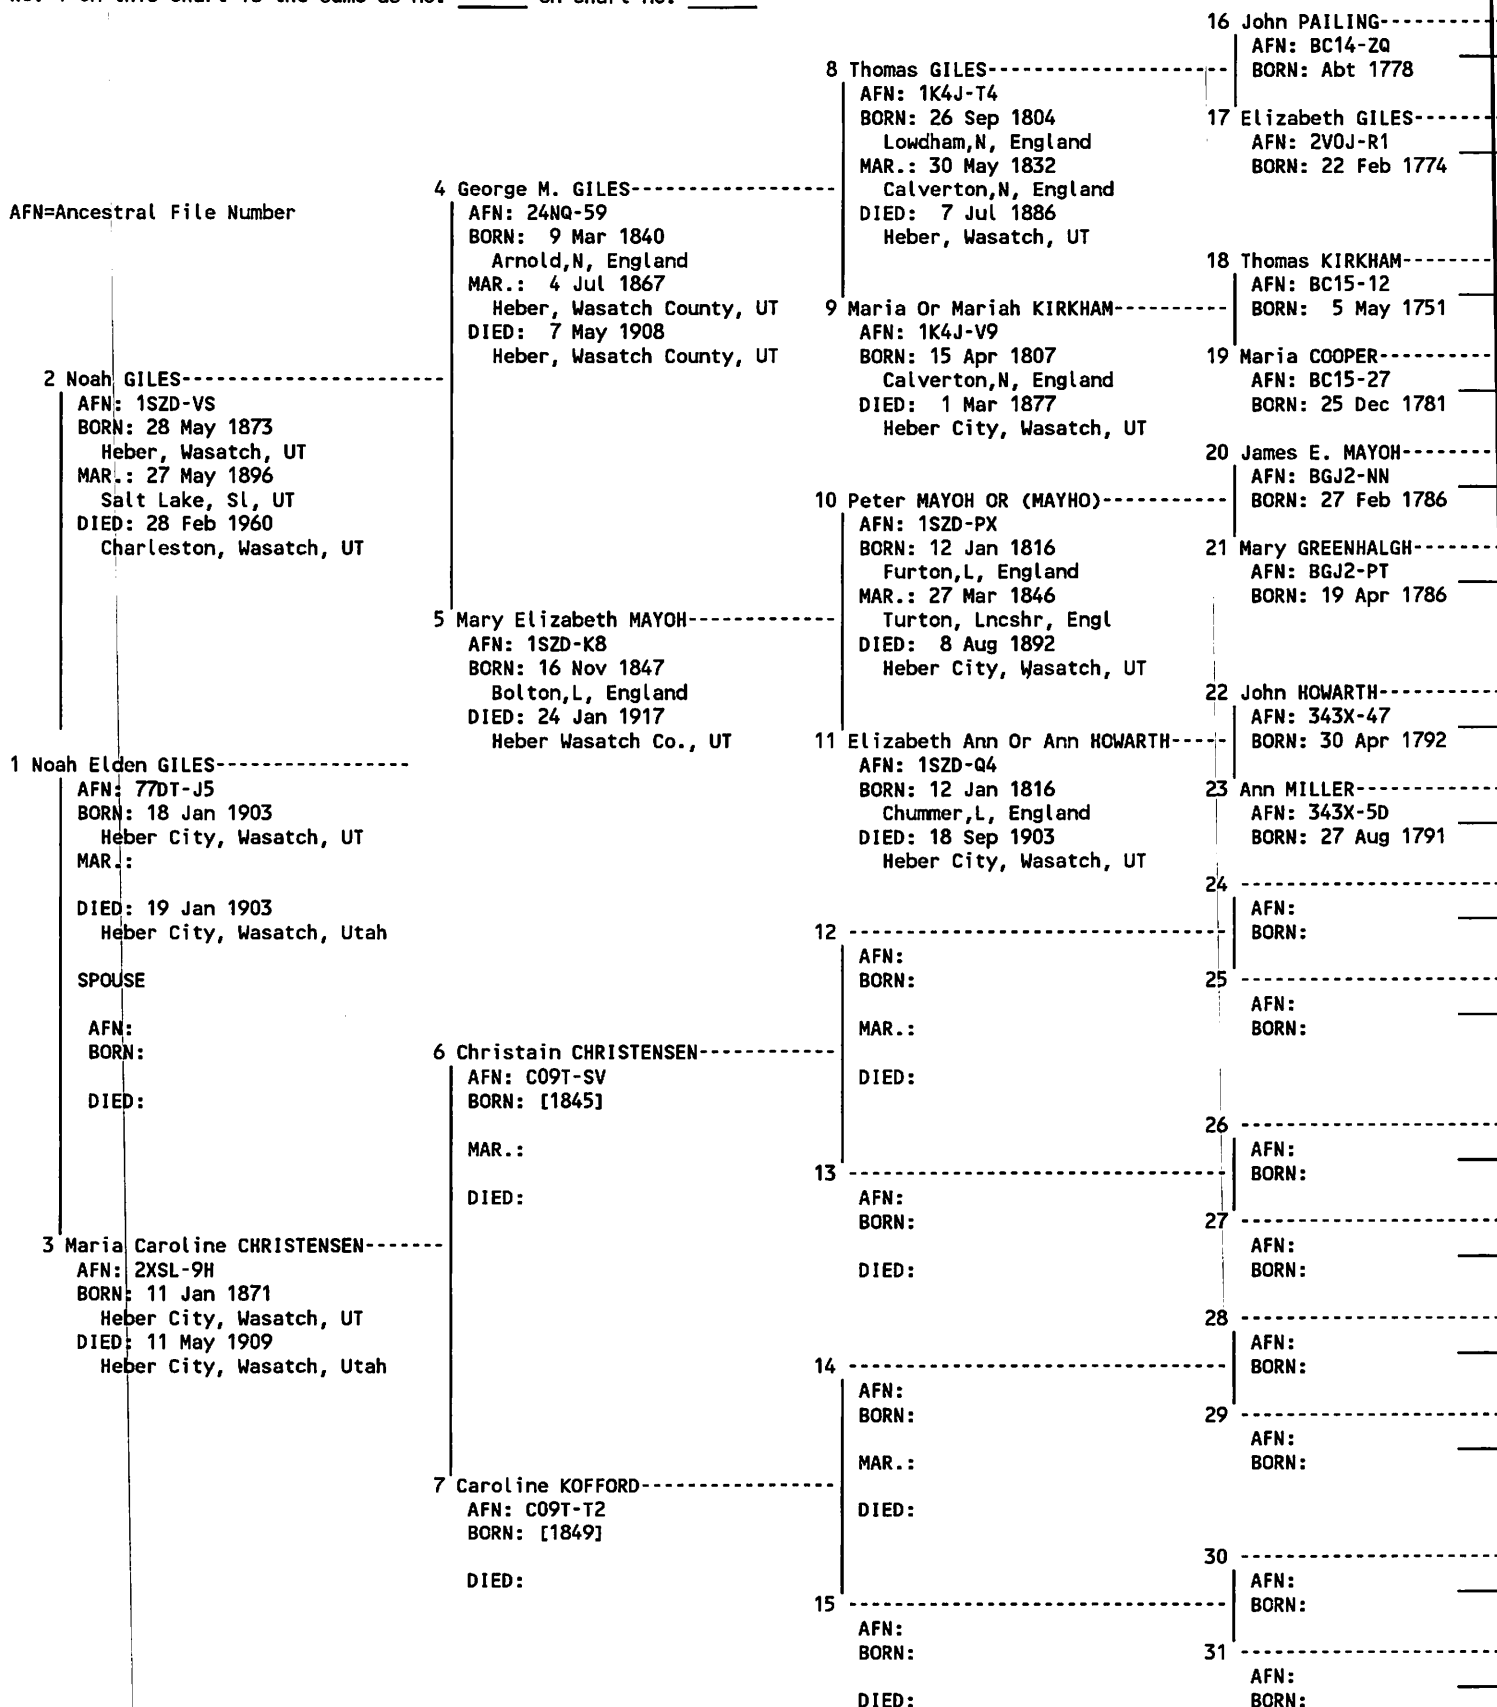 16 John PAILING
AFN: BC14-ZQ
BORN: Abt 1778
8 Thomas GILES
AFN: 1K4J-T4
BORN: 26 Sep 1804
Lowdham,N, England
MAR.: 30 May 1832
Calverton,N, England
DIED: 7 Jul 1886
Heber, Wasatch, UT
17 Elizabeth GILES
AFN: 2V0J-R1
BORN: 22 Feb 1774
4 George M. GILES
AFN: 24NQ-59
BORN: 9 Mar 1840
Arnold,N, England
MAR.: 4 Jul 1867
Heber, Wasatch County, UT
DIED: 7 May 1908
Heber, Wasatch County, UT
AFN=Ancestral File Number
18 Thomas KIRKHAM
AFN: BC15-12
BORN: 5 May 1751
9 Maria Or Mariah KIRKHAM
AFN: 1K4J-V9
BORN: 15 Apr 1807
Calverton,N, England
DIED: 1 Mar 1877
Heber City, Wasatch, UT
19 Maria COOPER
AFN: BC15-27
BORN: 25 Dec 1781
2 Noah GILES
AFN: 1SZD-VS
BORN: 28 May 1873
Heber, Wasatch, UT
MAR.: 27 May 1896
Salt Lake, Sl, UT
DIED: 28 Feb 1960
Charleston, Wasatch, UT
20 James E. MAYOH
AFN: BGJ2-NN
BORN: 27 Feb 1786
10 Peter MAYOH OR (MAYHO)
AFN: 1SZD-PX
BORN: 12 Jan 1816
Furton,L, England
MAR.: 27 Mar 1846
Turton, Lncshr, Engl
DIED: 8 Aug 1892
Heber City, Wasatch, UT
21 Mary GREENHALGH
AFN: BGJ2-PT
BORN: 19 Apr 1786
5 Mary Elizabeth MAYOH
AFN: 1SZD-K8
BORN: 16 Nov 1847
Bolton,L, England
DIED: 24 Jan 1917
Heber Wasatch Co., UT
22 John HOWARTH
AFN: 343X-47
BORN: 30 Apr 1792
11 Elizabeth Ann Or Ann HOWARTH
AFN: 1SZD-Q4
BORN: 12 Jan 1816
Chummer,L, England
DIED: 18 Sep 1903
Heber City, Wasatch, UT
23 Ann MILLER
AFN: 343X-5D
BORN: 27 Aug 1791
1 Noah Elden GILES
AFN: 77DT-J5
BORN: 18 Jan 1903
Heber City, Wasatch, UT
MAR.:
DIED: 19 Jan 1903
Heber City, Wasatch, Utah
SPOUSE
AFN:
BORN:
DIED:
24
AFN:
BORN:
12
AFN:
BORN:
MAR.:
DIED:
25
AFN:
BORN:
6 Christain CHRISTENSEN
AFN: C09T-SV
BORN: [1845]
MAR.:
DIED:
26
AFN:
BORN:
13
AFN:
BORN:
DIED:
27
AFN:
BORN:
3 Maria Caroline CHRISTENSEN
AFN: 2XSL-9H
BORN: 11 Jan 1871
Heber City, Wasatch, UT
DIED: 11 May 1909
Heber City, Wasatch, Utah
28
AFN:
BORN:
14
AFN:
BORN:
MAR.:
DIED:
29
AFN:
BORN:
7 Caroline KOFFORD
AFN: C09T-T2
BORN: [1849]
DIED:
30
AFN:
BORN:
15
AFN:
BORN:
DIED:
31
AFN:
BORN: